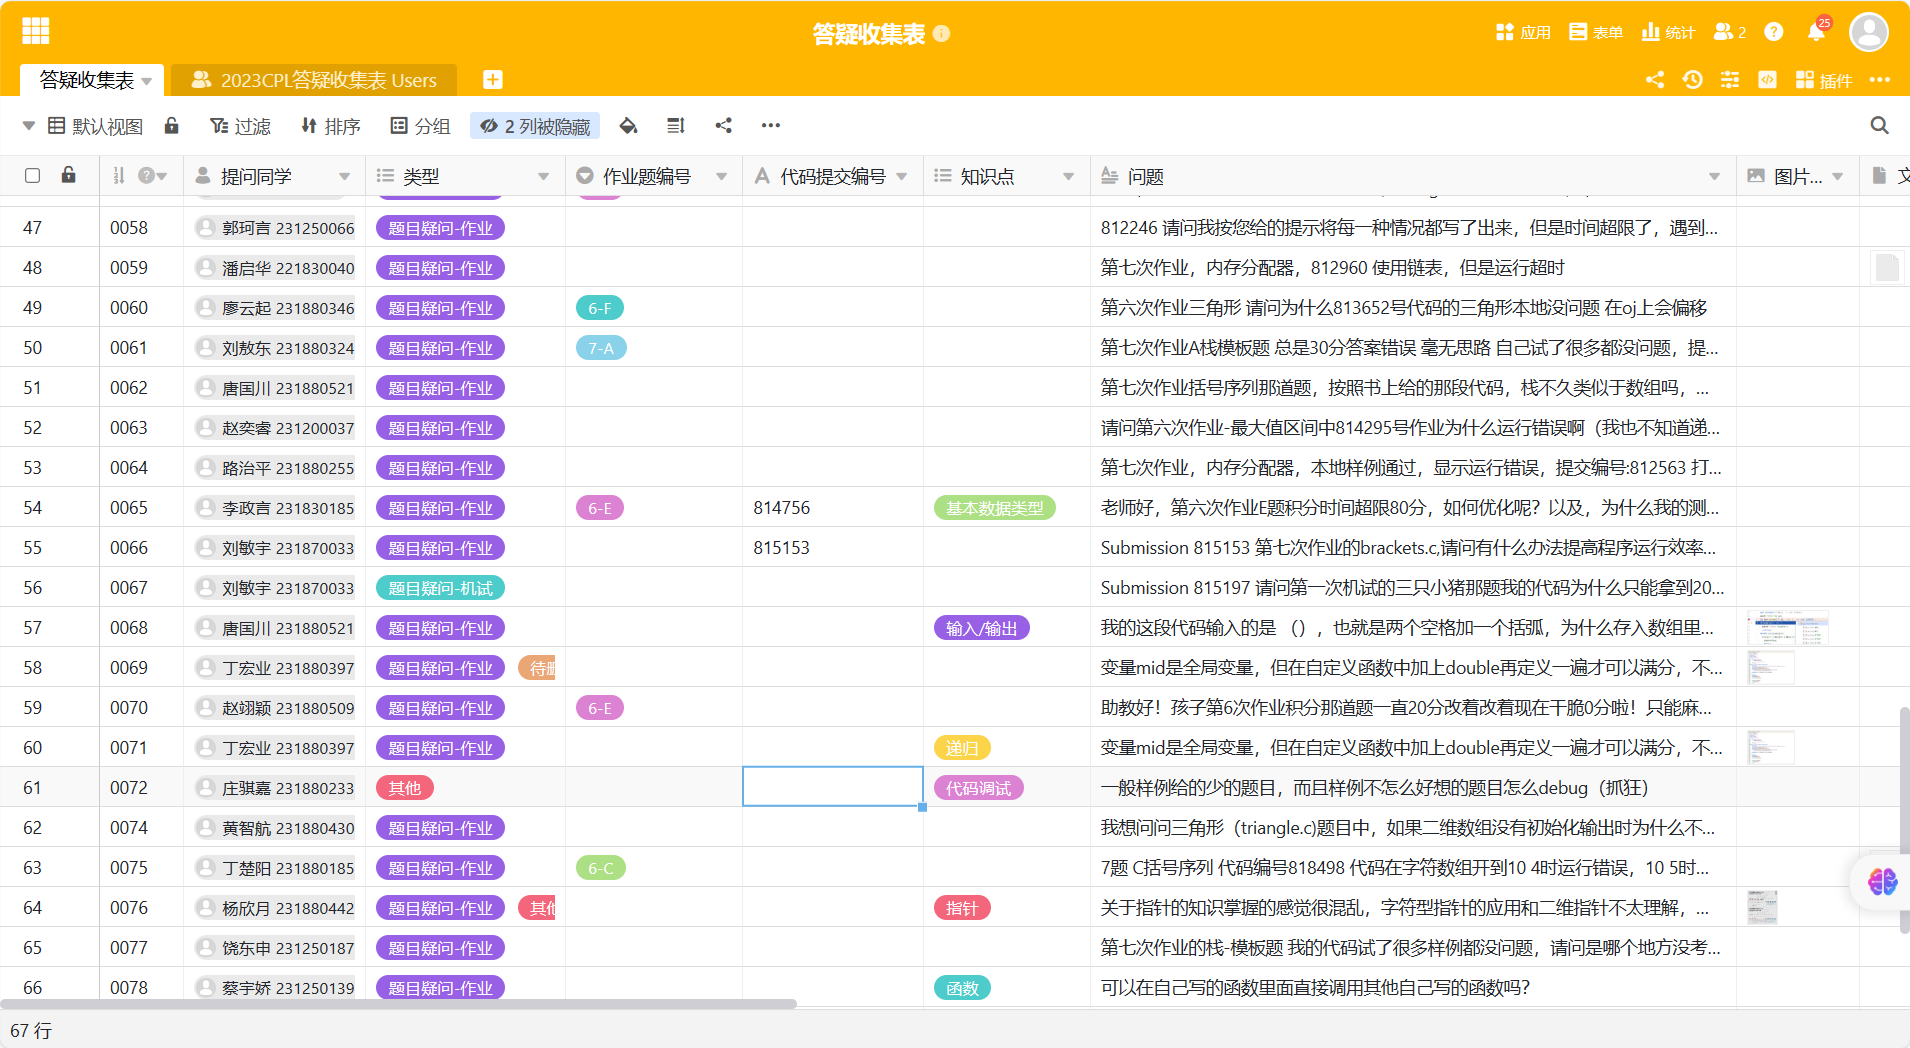 答疑收集表
应用 表单 统计 2 25
答疑收集表 2023CPL答疑收集表 Users 插件
默认视图 过滤 排序 分组 2 列被隐藏
提问同学 类型 作业题编号 代码提交编号 知识点 问题 图片... 文
47 0058 郭珂言 231250066 题目疑问-作业 812246 请问我按您给的提示将每一种情况都写了出来，但是时间超限了，遇到...
48 0059 潘启华 221830040 题目疑问-作业 第七次作业，内存分配器，812960 使用链表，但是运行超时
49 0060 廖云起 231880346 题目疑问-作业 6-F 第六次作业三角形 请问为什么813652号代码的三角形本地没问题 在oj上会偏移
50 0061 刘敖东 231880324 题目疑问-作业 7-A 第七次作业A栈模板题 总是30分答案错误 毫无思路 自己试了很多都没问题，提...
51 0062 唐国川 231880521 题目疑问-作业 第七次作业括号序列那道题，按照书上给的那段代码，栈不久类似于数组吗，...
52 0063 赵奕睿 231200037 题目疑问-作业 请问第六次作业-最大值区间中814295号作业为什么运行错误啊（我也不知道递...
53 0064 路治平 231880255 题目疑问-作业 第七次作业，内存分配器，本地样例通过，显示运行错误，提交编号:812563 打...
54 0065 李政言 231830185 题目疑问-作业 6-E 814756 基本数据类型 老师好，第六次作业E题积分时间超限80分，如何优化呢？以及，为什么我的测...
55 0066 刘敏宇 231870033 题目疑问-作业 815153 Submission 815153 第七次作业的brackets.c,请问有什么办法提高程序运行效率...
56 0067 刘敏宇 231870033 题目疑问-机试 Submission 815197 请问第一次机试的三只小猪那题我的代码为什么只能拿到20...
57 0068 唐国川 231880521 题目疑问-作业 输入/输出 我的这段代码输入的是 （），也就是两个空格加一个括弧，为什么存入数组里...
58 0069 丁宏业 231880397 题目疑问-作业 待删 变量mid是全局变量，但在自定义函数中加上double再定义一遍才可以满分，不...
59 0070 赵翊颖 231880509 题目疑问-作业 6-E 助教好！孩子第6次作业积分那道题一直20分改着改着现在干脆0分啦！只能麻...
60 0071 丁宏业 231880397 题目疑问-作业 递归 变量mid是全局变量，但在自定义函数中加上double再定义一遍才可以满分，不...
61 0072 庄骐嘉 231880233 其他 代码调试 一般样例给的少的题目，而且样例不怎么好想的题目怎么debug（抓狂）
62 0074 黄智航 231880430 题目疑问-作业 我想问问三角形（triangle.c)题目中，如果二维数组没有初始化输出时为什么不...
63 0075 丁楚阳 231880185 题目疑问-作业 6-C 7题 C括号序列 代码编号818498 代码在字符数组开到10 4时运行错误，10 5时...
64 0076 杨欣月 231880442 题目疑问-作业 其他 指针 关于指针的知识掌握的感觉很混乱，字符型指针的应用和二维指针不太理解，...
65 0077 饶东申 231250187 题目疑问-作业 第七次作业的栈-模板题 我的代码试了很多样例都没问题，请问是哪个地方没考...
66 0078 蔡宇娇 231250139 题目疑问-作业 函数 可以在自己写的函数里面直接调用其他自己写的函数吗？
67 行